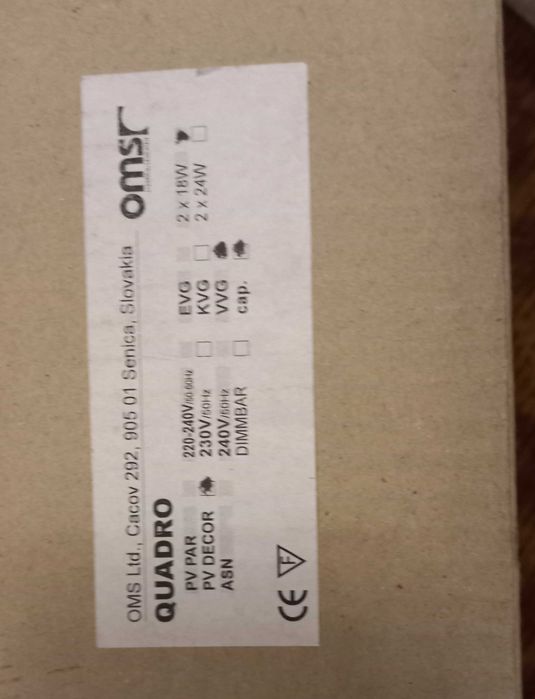 OMS Ltd., Cacov 292, 905 01 Senica, Slovakia
oms
QUADRO
PV PAR 220-240V/50-60Hz EVG 2 x 18W
PV DECOR 230V/50Hz KVG 2 x 24W
ASN 240V/50Hz VVG
DIMMBAR cap.
CE F